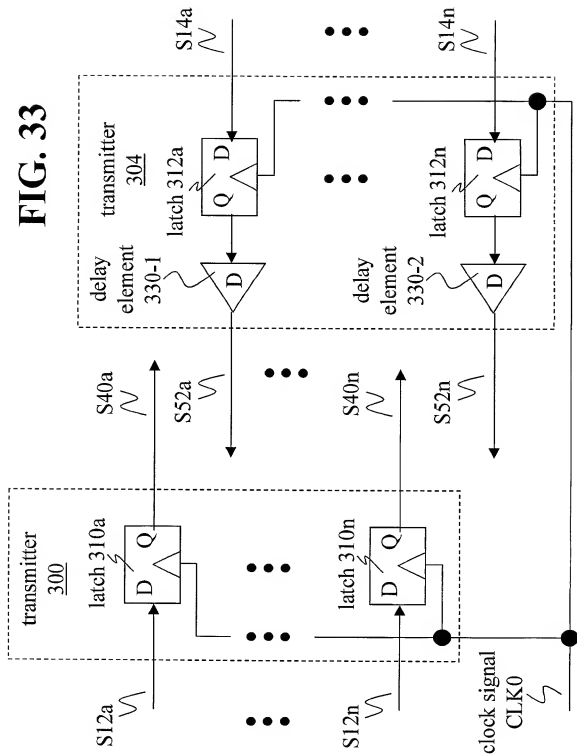 FIG. 33
transmitter
300
latch 310a
D
Q
S12a
S40a
latch 310n
D
Q
S12n
S40n
clock signal
CLK0
transmitter
304
delay
element
330-1
D
latch 312a
Q
D
S14a
S52a
delay
element
330-2
D
latch 312n
Q
D
S14n
S52n